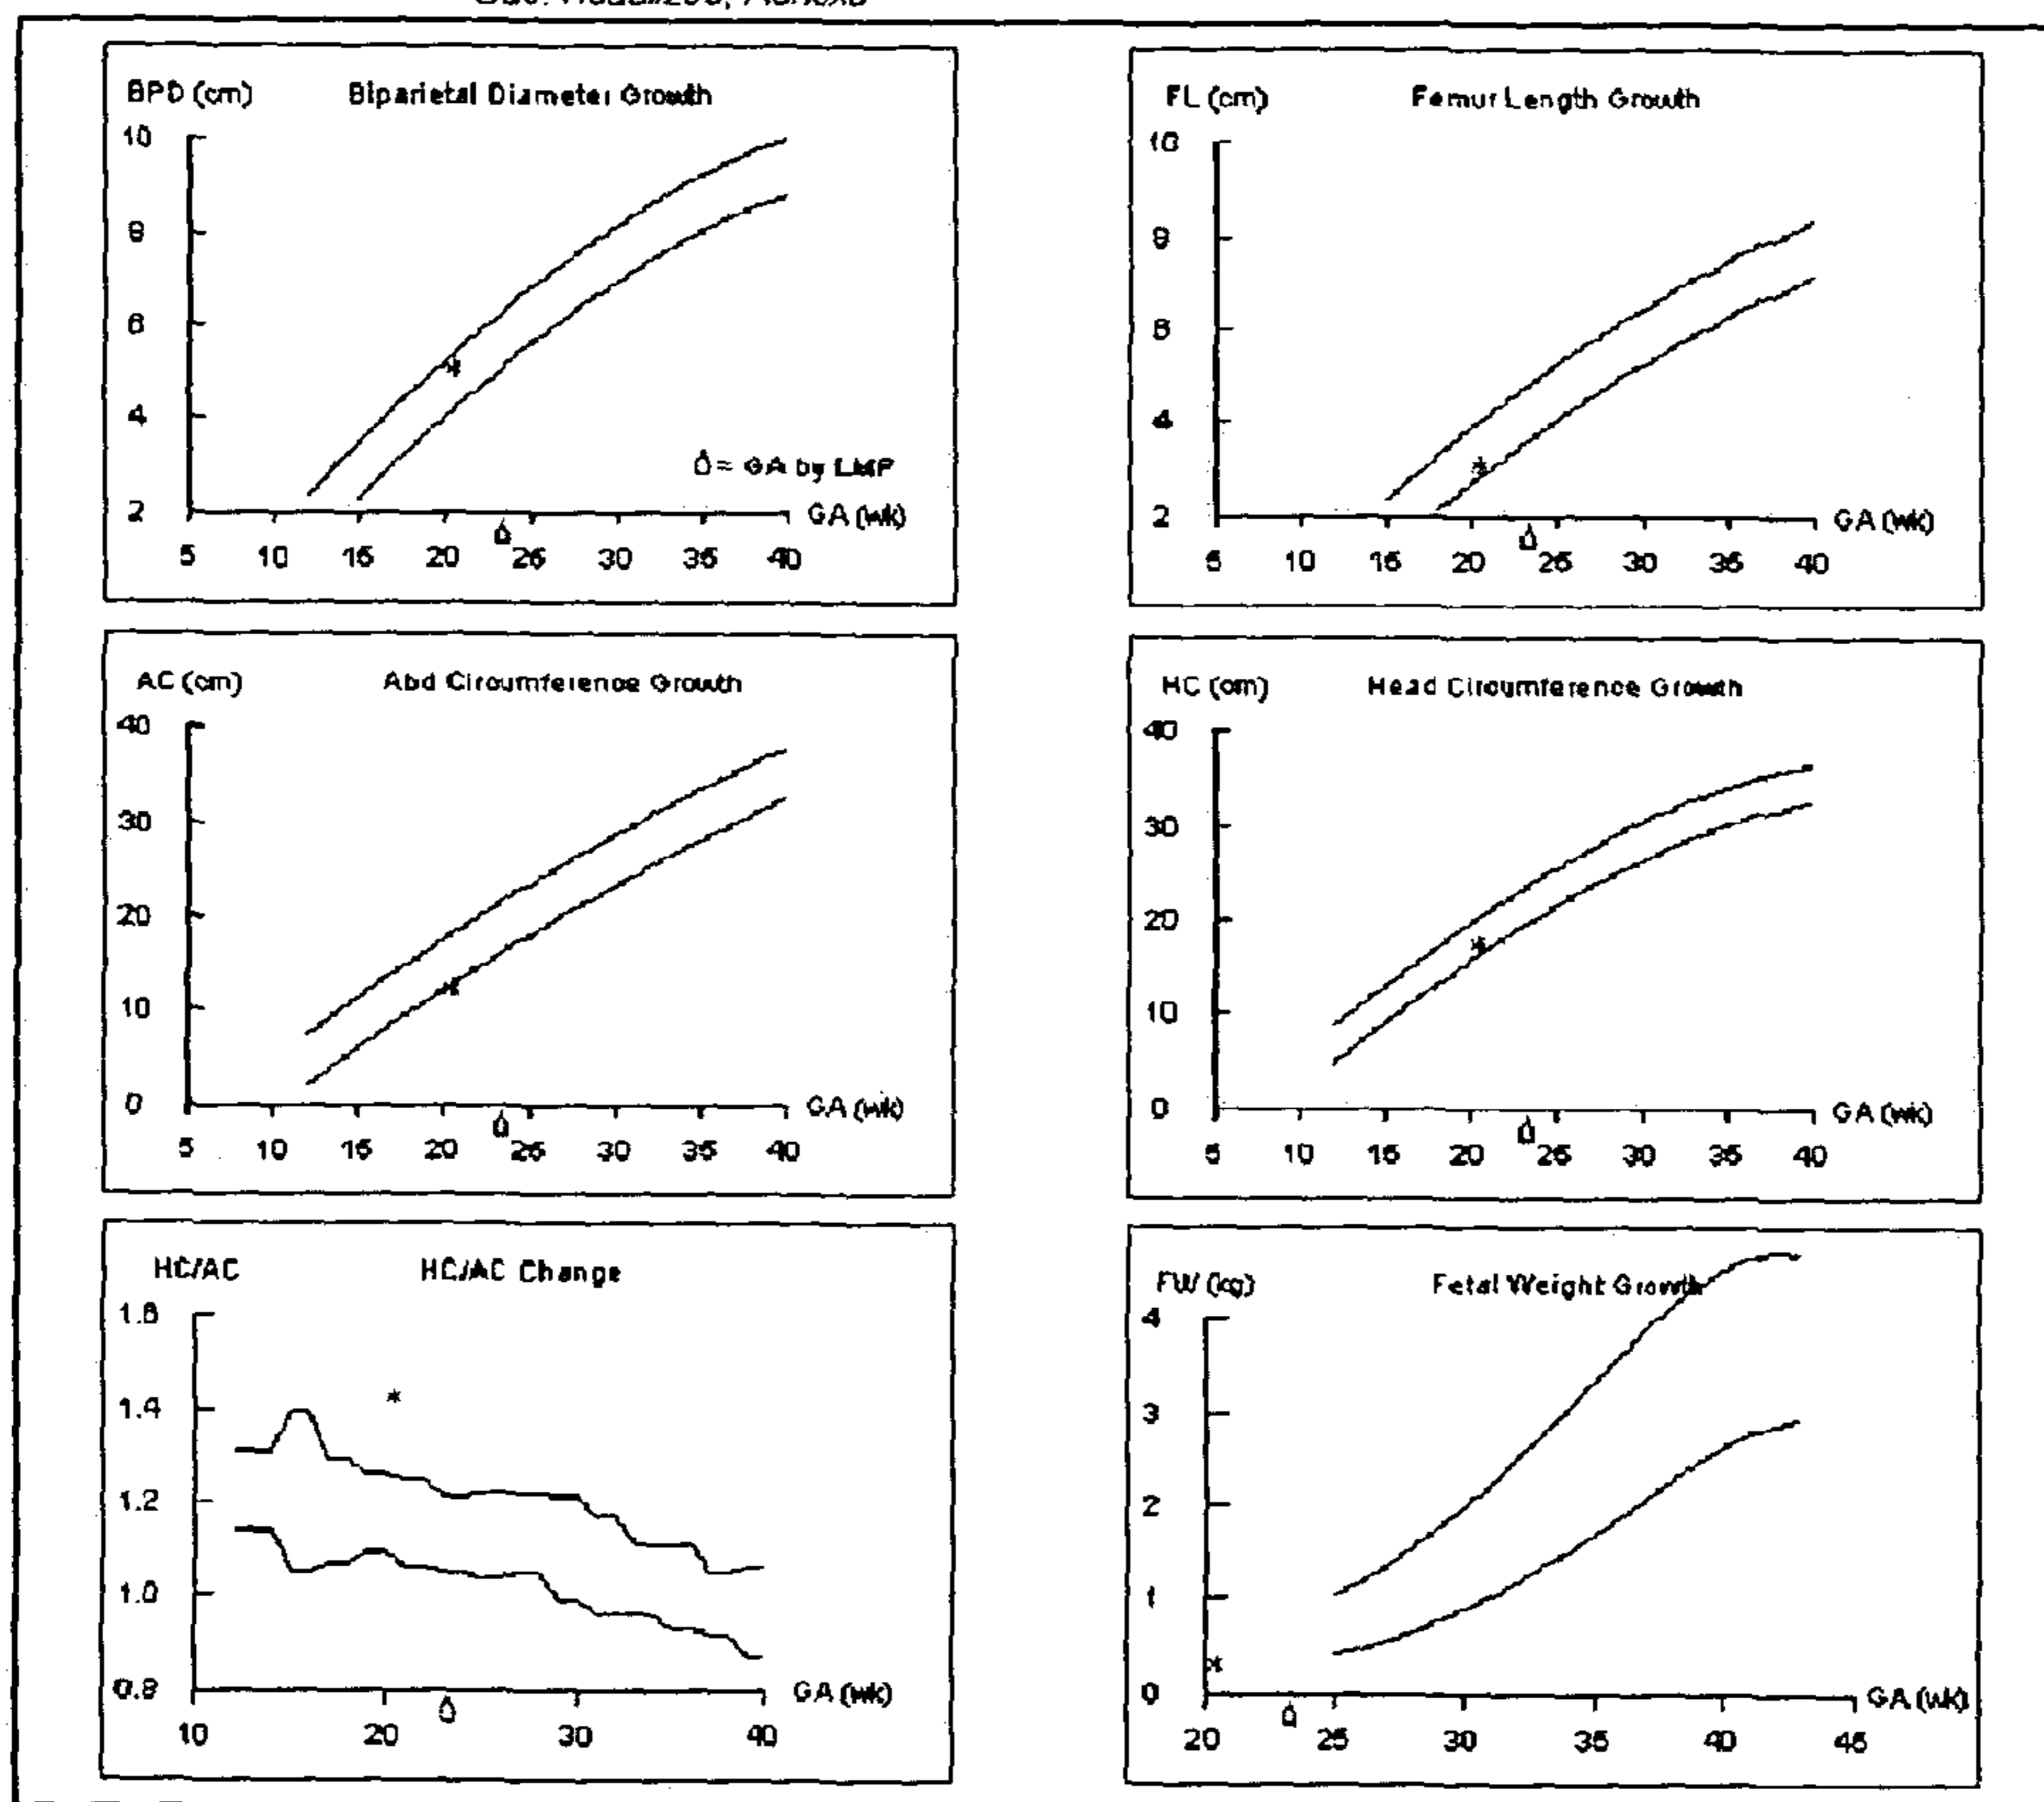 BPD (cm) Biparietal Diameter Growth
10
8
6
4
2
= GA by LMP
GA (wk)
5 10 15 20 25 30 35 40
FL (cm) Femur Length Growth
10
8
6
4
2
GA (wk)
5 10 15 20 25 30 35 40
AC (cm) Abd Circumference Growth
40
30
20
10
0
GA (wk)
5 10 15 20 25 30 35 40
HC (cm) Head Circumference Growth
40
30
20
10
0
GA (wk)
5 10 15 20 25 30 35 40
HC/AC HC/AC Change
1.6
1.4
1.2
1.0
0.8
GA (wk)
10 20 30 40
FW (kg) Fetal Weight Growth
4
3
2
1
0
GA (wk)
20 25 30 35 40 45